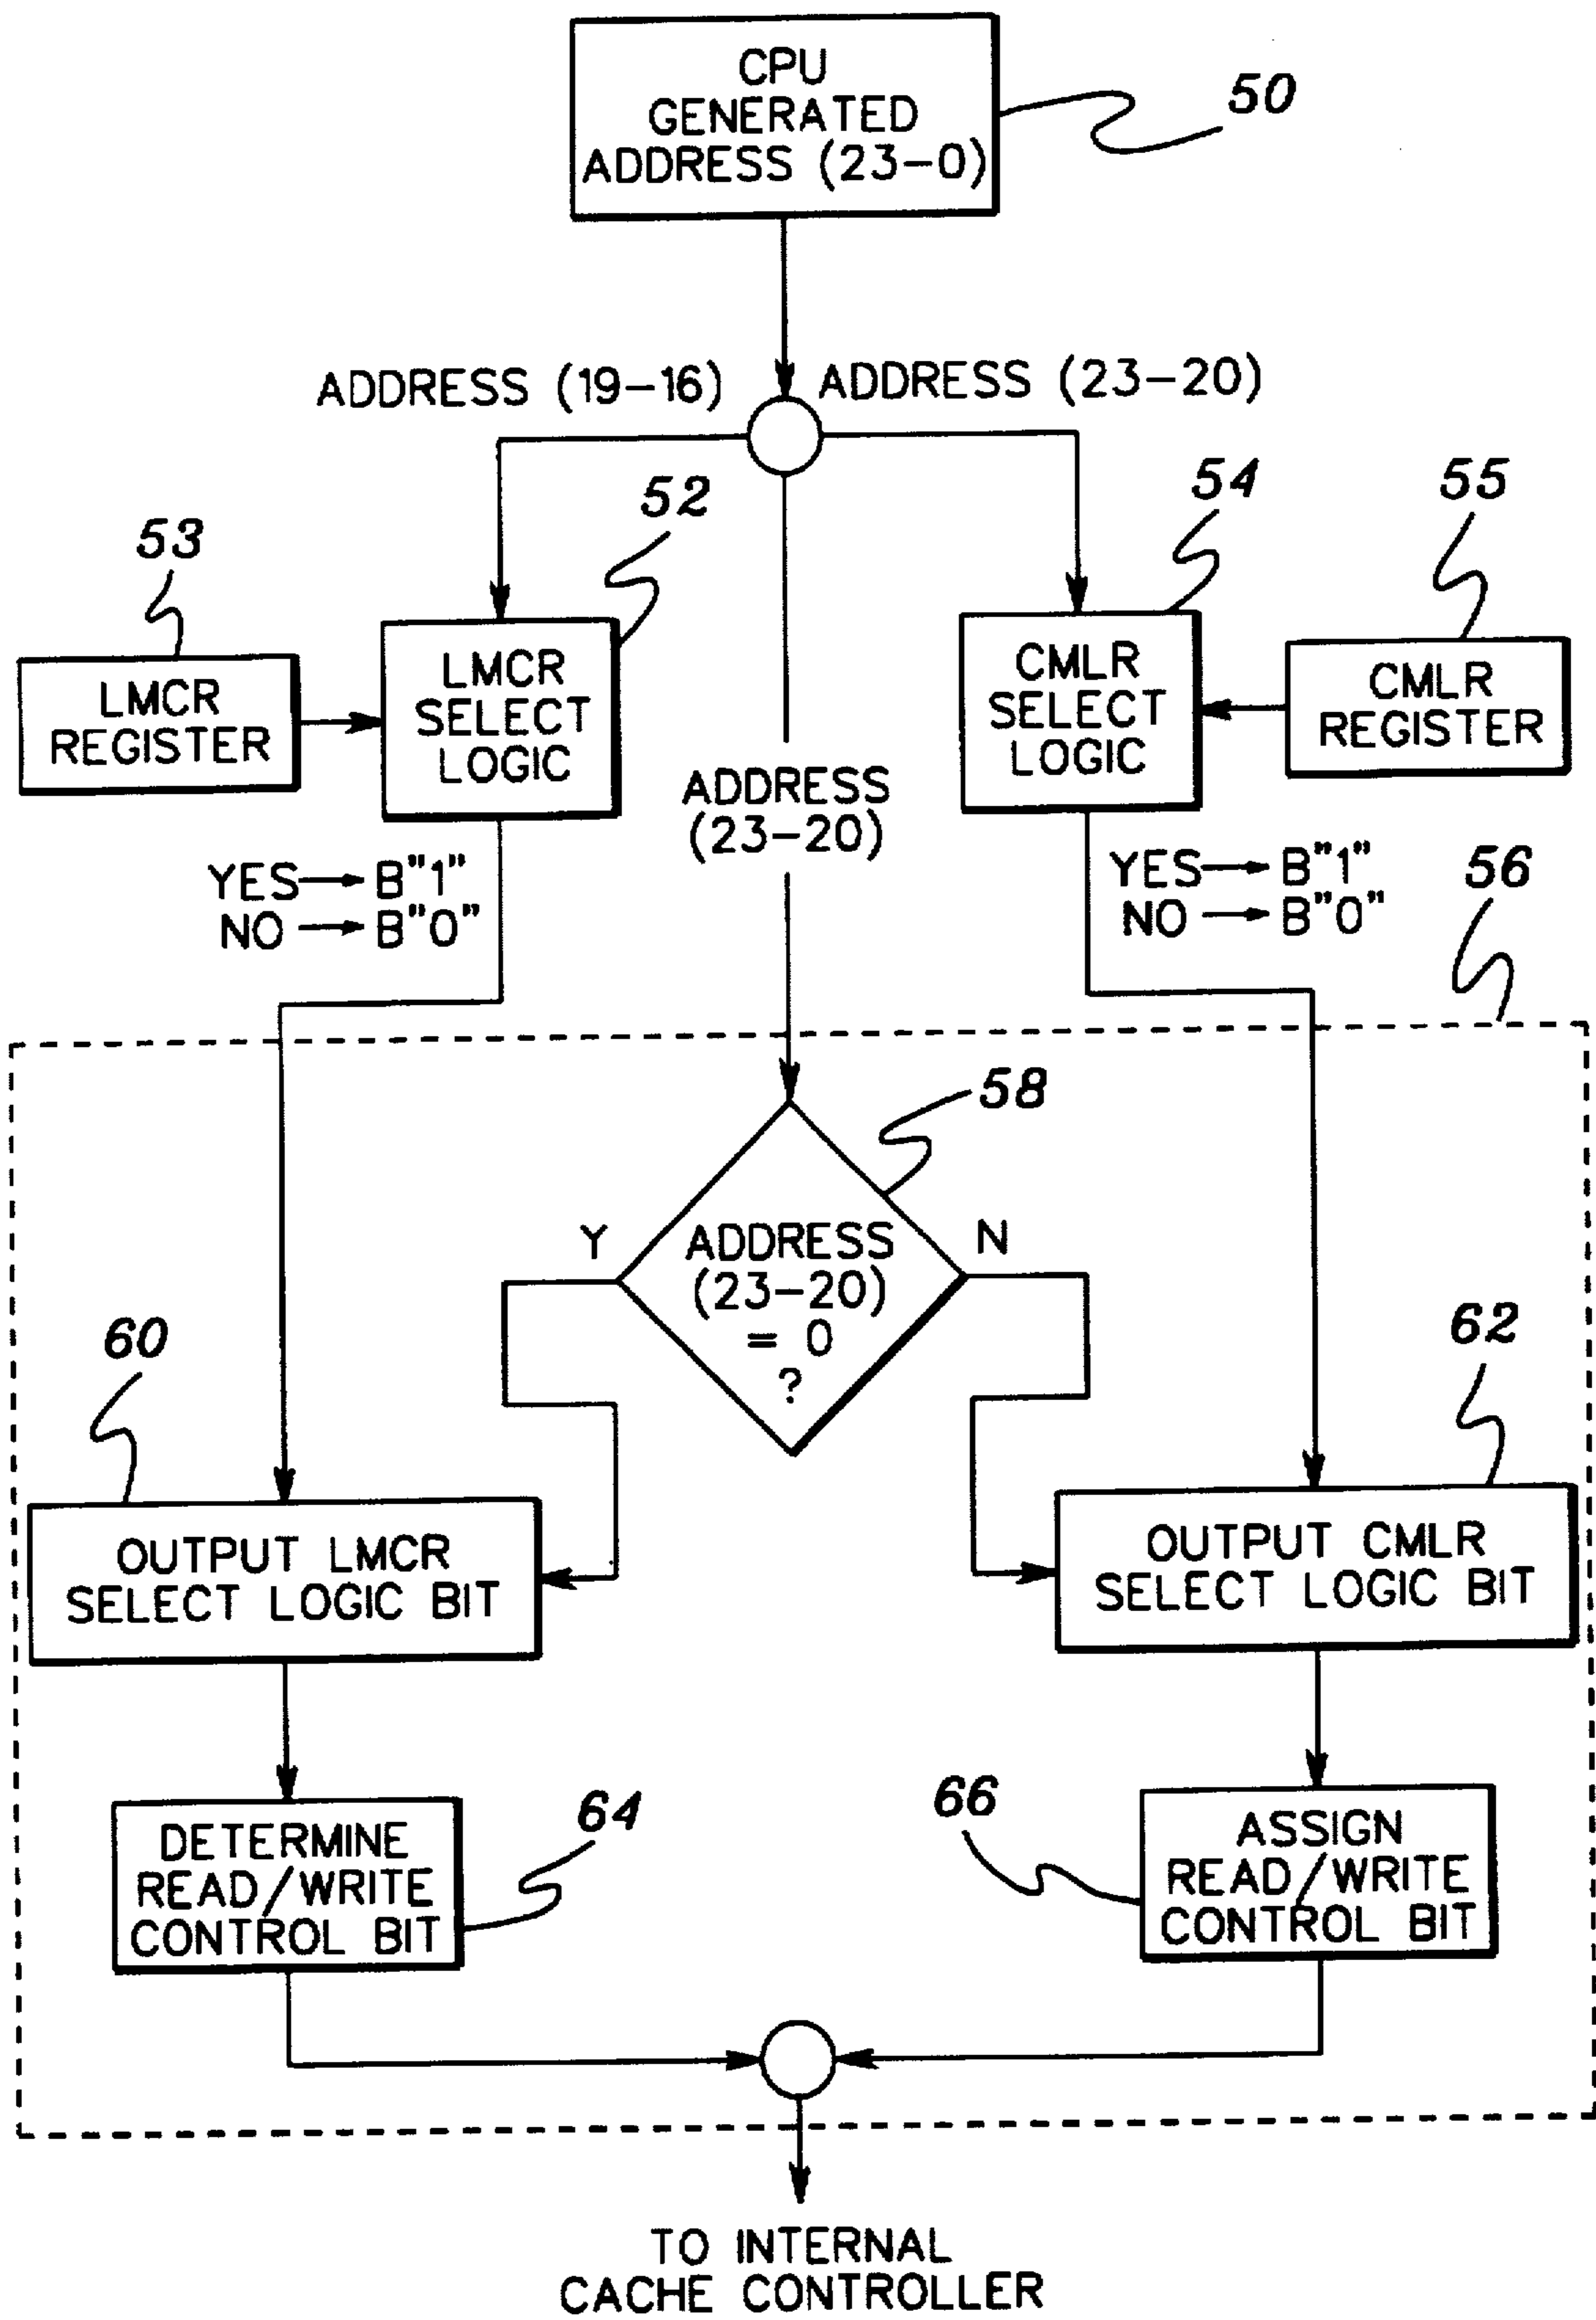 CPU
GENERATED
ADDRESS (23-0)
50
ADDRESS (19-16)
ADDRESS (23-20)
52
54
55
53
LMCR
REGISTER
LMCR
SELECT
LOGIC
CMLR
SELECT
LOGIC
CMLR
REGISTER
ADDRESS
(23-20)
YES→B"1"
NO→B"0"
YES→B"1"
NO→B"0"
56
58
Y
ADDRESS
(23-20)
= 0
?
N
60
62
OUTPUT LMCR
SELECT LOGIC BIT
OUTPUT CMLR
SELECT LOGIC BIT
DETERMINE
READ/WRITE
CONTROL BIT
64
66
ASSIGN
READ/WRITE
CONTROL BIT
TO INTERNAL
CACHE CONTROLLER